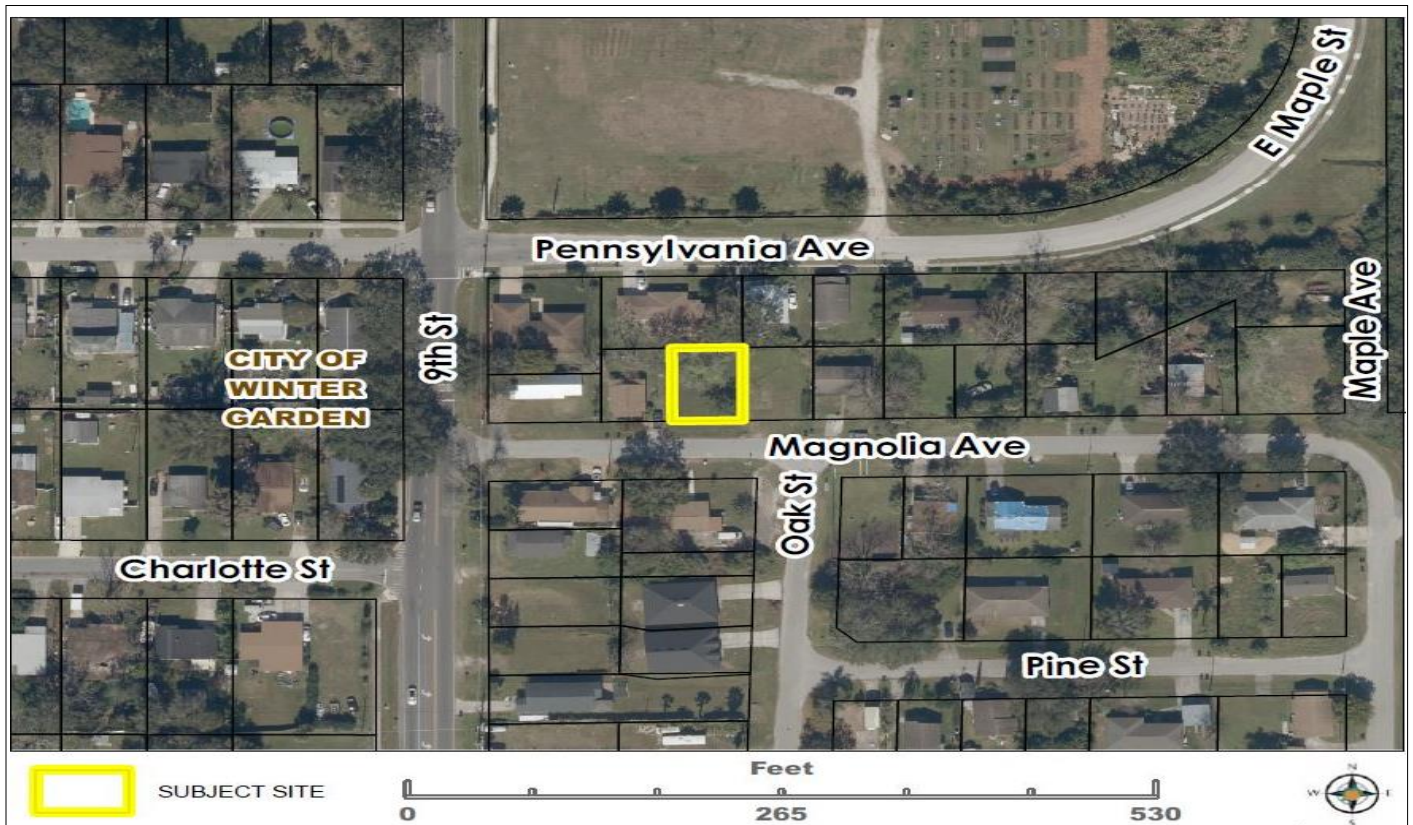 E Maple St
Pennsylvania Ave
9th St
Maple Ave
CITY OF
WINTER
GARDEN
Magnolia Ave
Oak St
Charlotte St
Pine St
SUBJECT SITE
Feet
0 265 530
N
W E
S